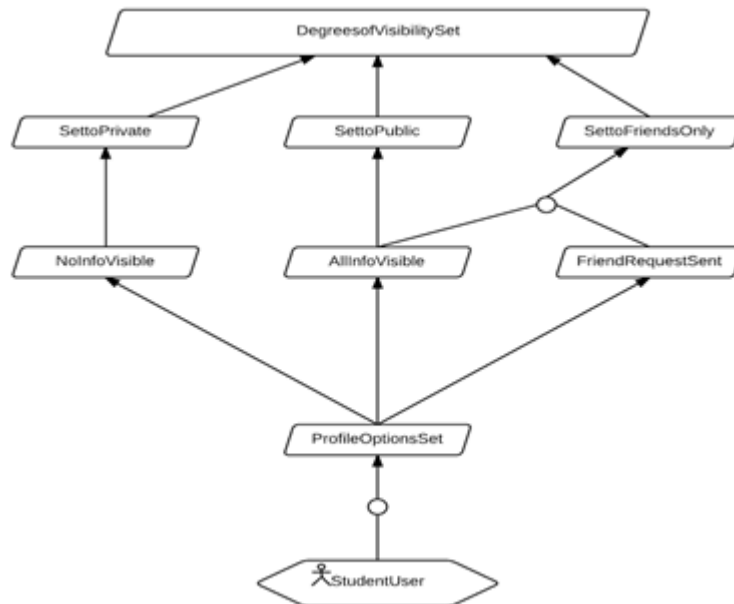 DegreesofVisibilitySet
SettoPrivate
SettoPublic
SettoFriendsOnly
NoInfoVisible
AllInfoVisible
FriendRequestSent
ProfileOptionsSet
StudentUser